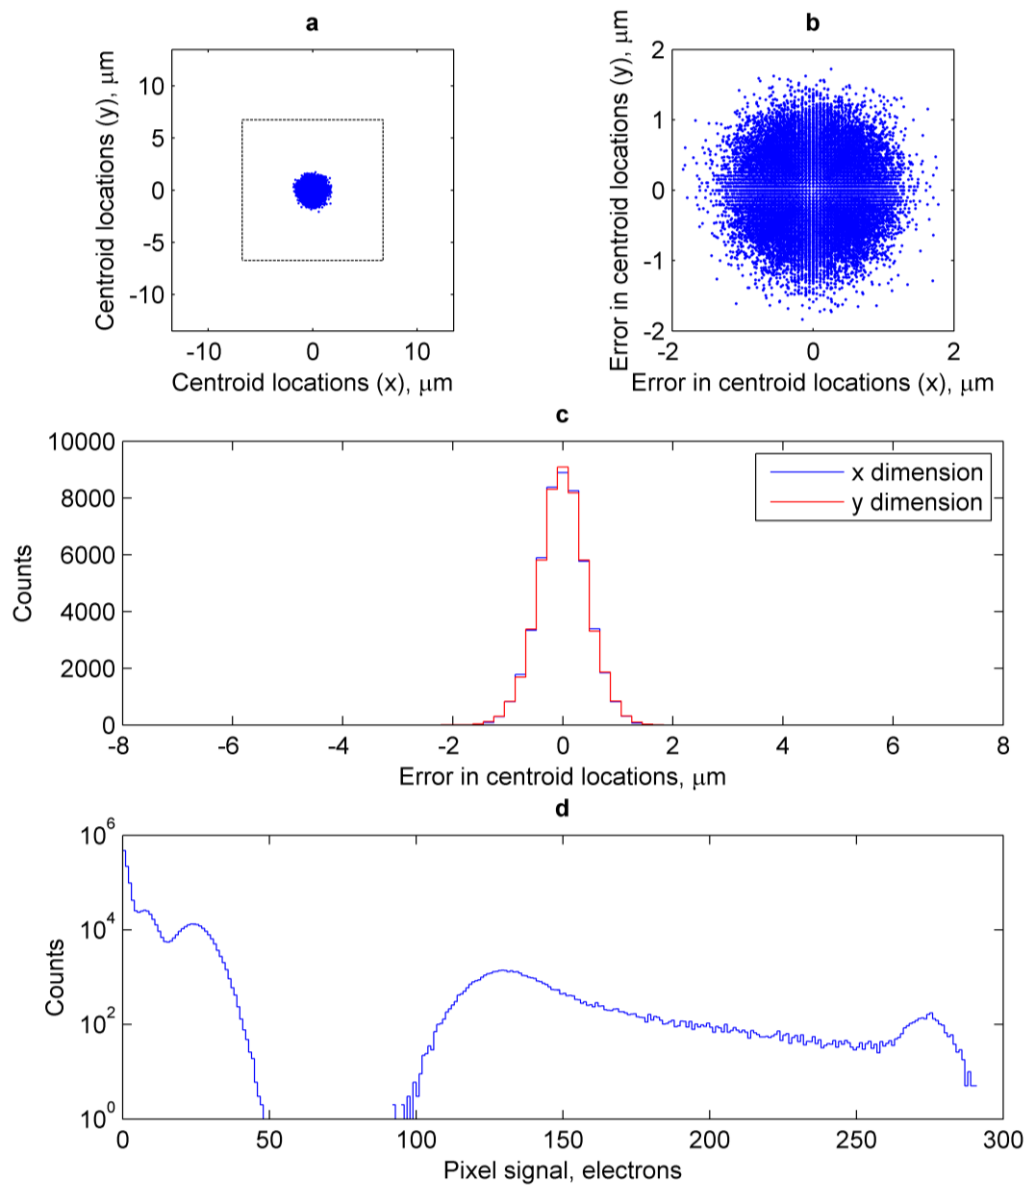 a
Centroid locations (y), μm
10
5
0
-5
-10
-10 0 10
Centroid locations (x), μm
b
Error in centroid locations (y), μm
2
1
0
-1
-2
-2 0 2
Error in centroid locations (x), μm
c
Counts
10000
8000
6000
4000
2000
0
-8 -6 -4 -2 0 2 4 6 8
x dimension
y dimension
Error in centroid locations, μm
d
Counts
10^6
10^4
10^2
10^0
0 50 100 150 200 250 300
Pixel signal, electrons